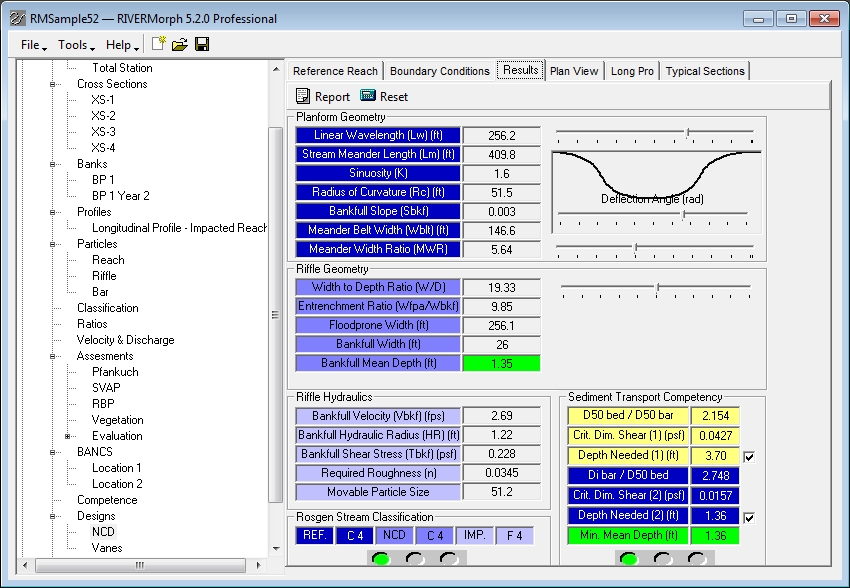 RMSample52 — RIVERMorph 5.2.0 Professional
File Tools Help
Total Station
Cross Sections
XS-1
XS-2
XS-3
XS-4
Banks
BP 1
BP 1 Year 2
Profiles
Longitudinal Profile - Impacted Reach
Particles
Reach
Riffle
Bar
Classification
Ratios
Velocity & Discharge
Assesments
Pfankuch
SVAP
RBP
Vegetation
Evaluation
BANCS
Location 1
Location 2
Competence
Designs
NCD
Vanes
Reference Reach Boundary Conditions Results Plan View Long Pro Typical Sections
Report Reset
Planform Geometry
Linear Wavelength (Lw) (ft) 256.2
Stream Meander Length (Lm) (ft) 409.8
Sinuosity (K) 1.6
Radius of Curvature (Rc) (ft) 51.5
Bankfull Slope (Sbkf) 0.003
Meander Belt Width (Wblt) (ft) 146.6
Meander Width Ratio (MWR) 5.64
Deflection Angle (rad)
Riffle Geometry
Width to Depth Ratio (W/D) 19.33
Entrenchment Ratio (Wfpa/Wbkf) 9.85
Floodprone Width (ft) 256.1
Bankfull Width (ft) 26
Bankfull Mean Depth (ft) 1.35
Riffle Hydraulics
Bankfull Velocity (Vbkf) (fps) 2.69
Bankfull Hydraulic Radius (HR) (ft) 1.22
Bankfull Shear Stress (Tbkf) (psf) 0.228
Required Roughness (n) 0.0345
Movable Particle Size 51.2
Rosgen Stream Classification
REF. C 4 NCD C 4 IMP. F 4
Sediment Transport Competency
D50 bed / D50 bar 2.154
Crit. Dim. Shear (1) (psf) 0.0427
Depth Needed (1) (ft) 3.70
Di bar / D50 bed 2.748
Crit. Dim. Shear (2) (psf) 0.0157
Depth Needed (2) (ft) 1.36
Min. Mean Depth (ft) 1.36